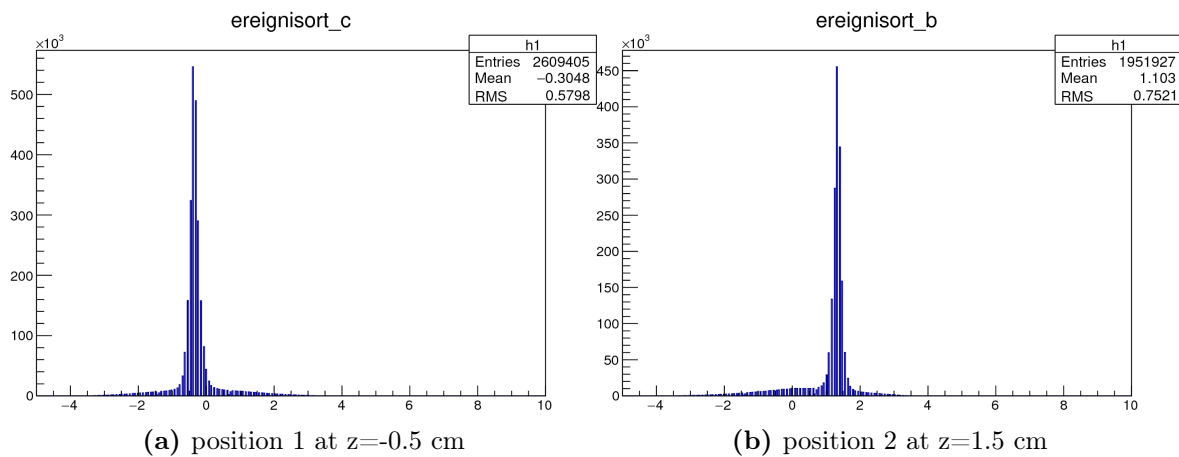 ereignisort_c
×10³
h1
Entries 2609405
Mean −0.3048
RMS 0.5798
500
400
300
200
100
0
−4 −2 0 2 4 6 8 10
(a) position 1 at z=-0.5 cm
ereignisort_b
×10³
h1
Entries 1951927
Mean 1.103
RMS 0.7521
450
400
350
300
250
200
150
100
50
0
−4 −2 0 2 4 6 8 10
(b) position 2 at z=1.5 cm